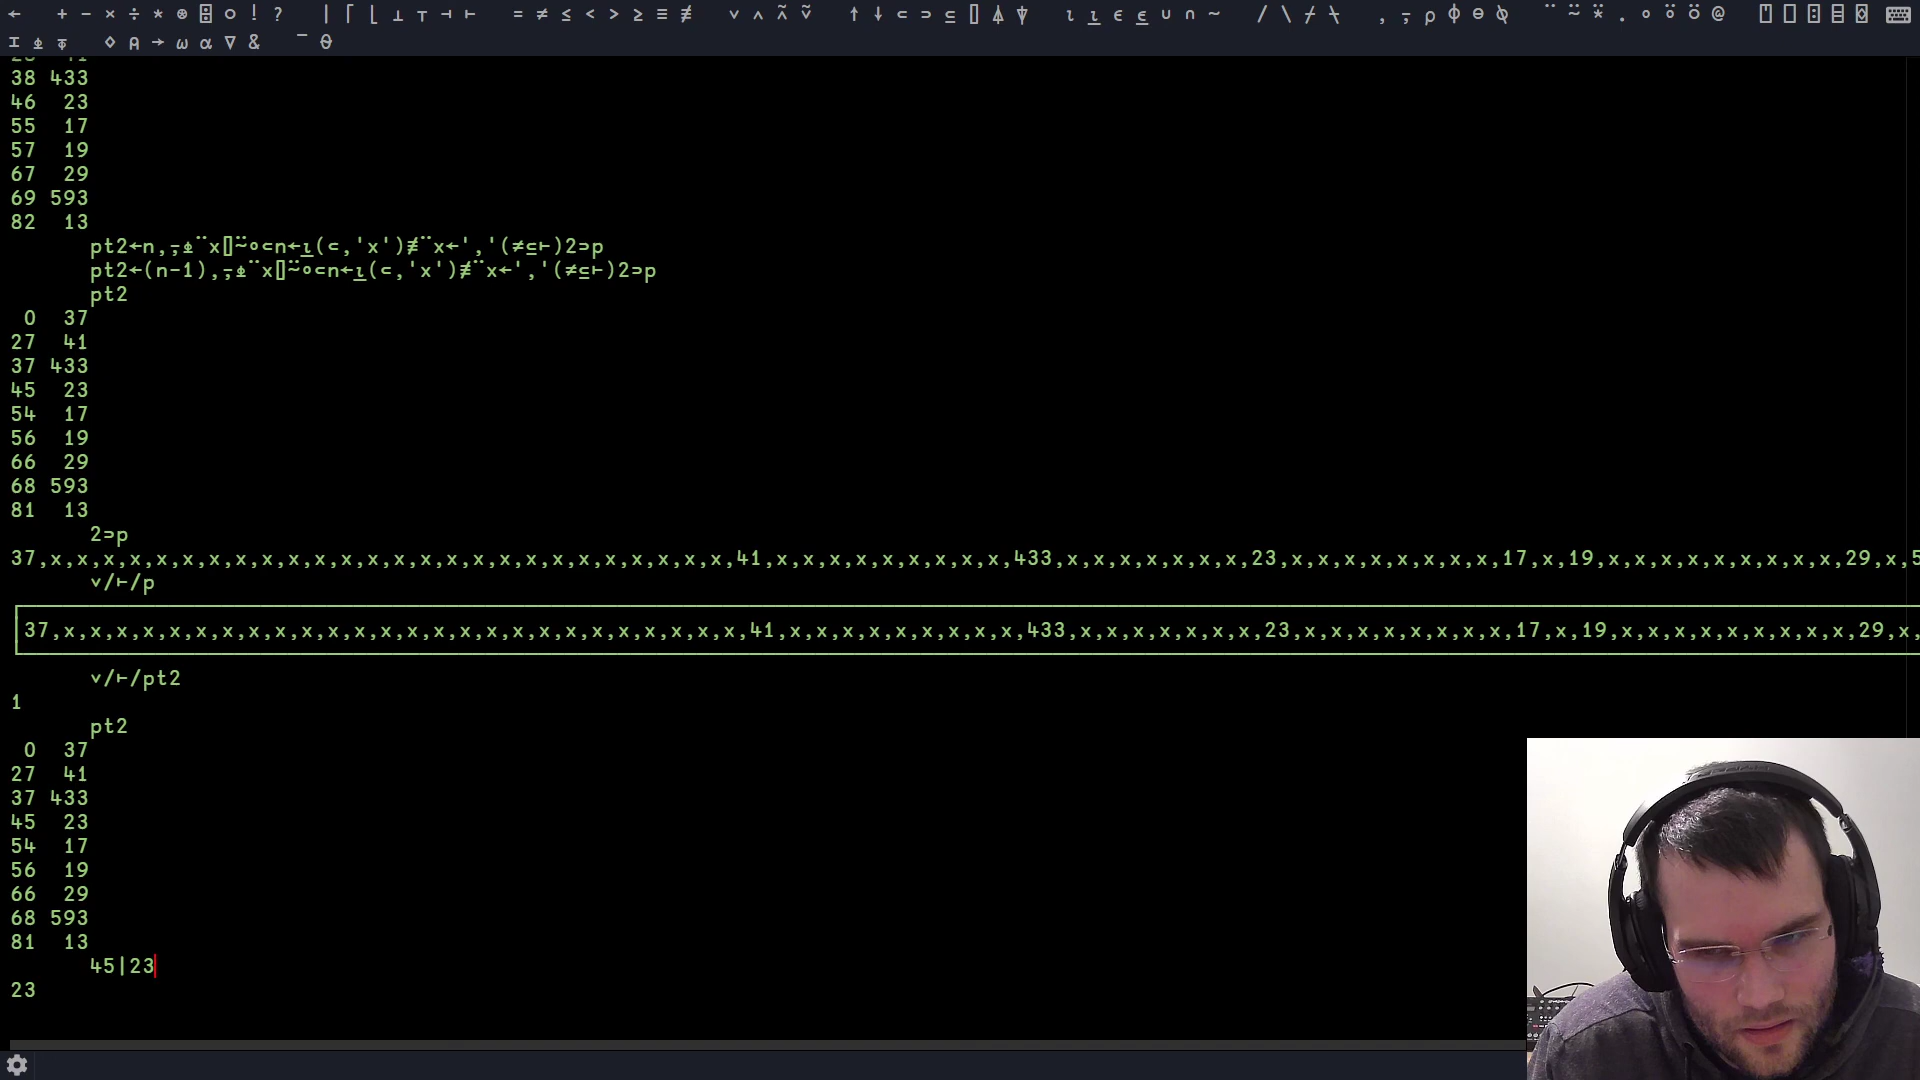 ← + - × ÷ * ⍟ ⌹ ○ ! ? | ⌈ ⌊ ⊥ ⊤ ⊣ ⊢ = ≠ ≤ < > ≥ ≡ ≢ ∨ ∧ ⍲ ⍱ ↑ ↓ ⊂ ⊃ ⊆ ⌷ ⍋ ⍒ ⍳ ⍸ ∊ ⍷ ∪ ∩ ~ / \ ⌿ ⍀ , ⍪ ⍴ ⌽ ⊖ ⍉ ¨ ⍨ ⍣ . ∘ ⍤ ⍥ @ ⍞ ⎕ ⍠ ⌸ ⌺
⌶ ⍎ ⍕ ⋄ ⍝ → ⍵ ⍺ ∇ & ¯ ⍬
38 433
46 23
55 17
57 19
67 29
69 593
82 13
pt2←n,⍪⍎¨x⌷⍨∘⊂n←⍸(⊂,'x')≢¨x←','(≠⊆⊢)2⊃p
pt2←(n-1),⍪⍎¨x⌷⍨∘⊂n←⍸(⊂,'x')≢¨x←','(≠⊆⊢)2⊃p
pt2
0 37
27 41
37 433
45 23
54 17
56 19
66 29
68 593
81 13
2⊃p
37,x,x,x,x,x,x,x,x,x,x,x,x,x,x,x,x,x,x,x,x,x,x,x,x,x,x,41,x,x,x,x,x,x,x,x,x,433,x,x,x,x,x,x,x,23,x,x,x,x,x,x,x,x,17,x,19,x,x,x,x,x,x,x,x,x,29,x,5
∨/⊢/p
37,x,x,x,x,x,x,x,x,x,x,x,x,x,x,x,x,x,x,x,x,x,x,x,x,x,x,41,x,x,x,x,x,x,x,x,x,433,x,x,x,x,x,x,x,23,x,x,x,x,x,x,x,x,17,x,19,x,x,x,x,x,x,x,x,x,29,x,
∨/⊢/pt2
1
pt2
0 37
27 41
37 433
45 23
54 17
56 19
66 29
68 593
81 13
45|23
23